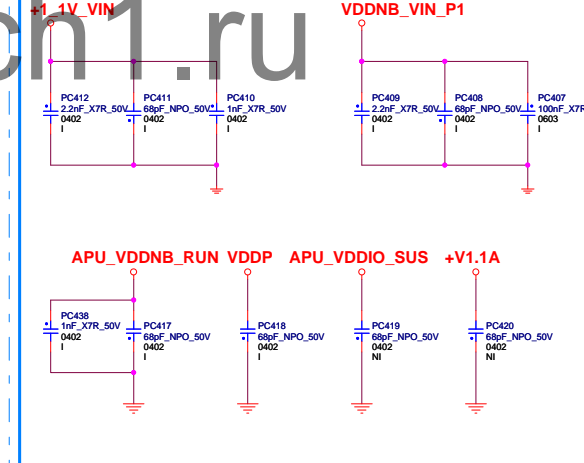 +1_1V_VIN
VDDNB_VIN_P1
ch1.ru
PC412
2.2nF_X7R_50V
0402
I
PC411
68pF_NPO_50V
0402
I
PC410
1nF_X7R_50V
0402
I
PC409
2.2nF_X7R_50V
0402
I
PC408
68pF_NPO_50V
0402
I
PC407
100nF_X7R
0603
I
APU_VDDNB_RUN
VDDP
APU_VDDIO_SUS
+V1.1A
PC438
1nF_X7R_50V
0402
I
PC417
68pF_NPO_50V
0402
I
PC418
68pF_NPO_50V
0402
I
PC419
68pF_NPO_50V
0402
NI
PC420
68pF_NPO_50V
0402
NI